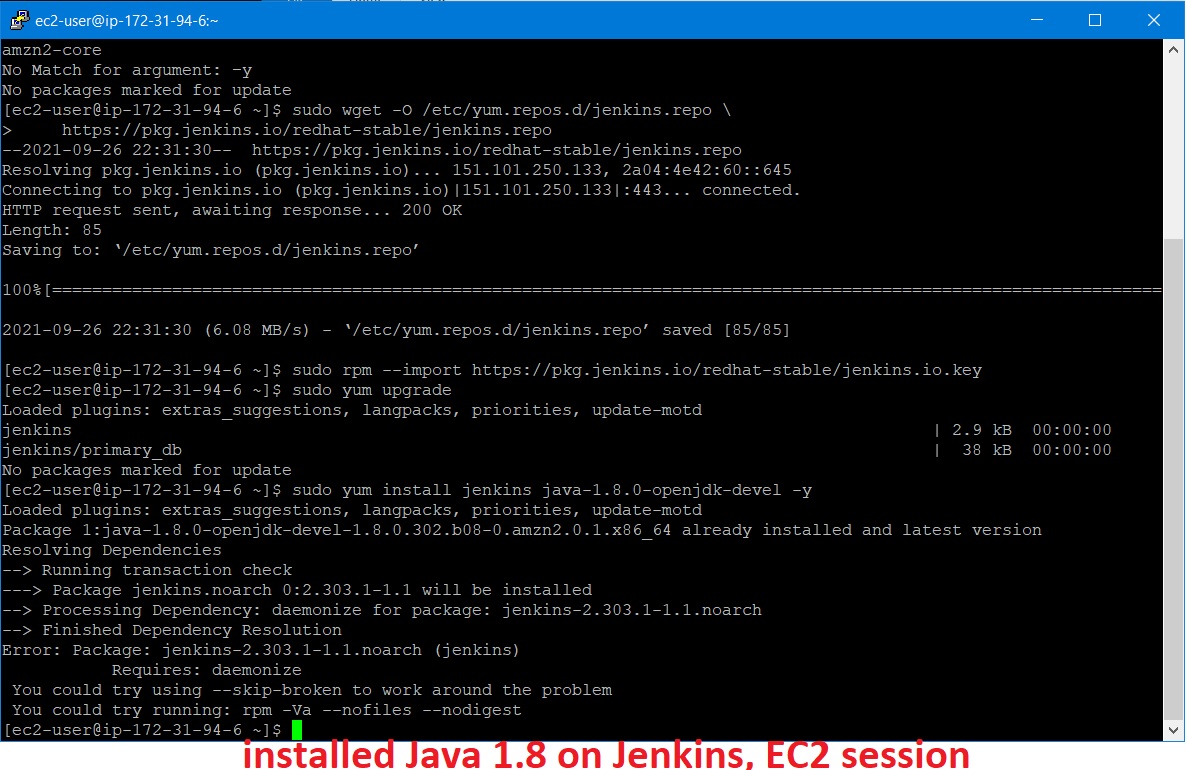 ec2-user@ip-172-31-94-6:~
amzn2-core
No Match for argument: -y
No packages marked for update
[ec2-user@ip-172-31-94-6 ~]$ sudo wget -O /etc/yum.repos.d/jenkins.repo \
>     https://pkg.jenkins.io/redhat-stable/jenkins.repo
--2021-09-26 22:31:30--  https://pkg.jenkins.io/redhat-stable/jenkins.repo
Resolving pkg.jenkins.io (pkg.jenkins.io)... 151.101.250.133, 2a04:4e42:60::645
Connecting to pkg.jenkins.io (pkg.jenkins.io)|151.101.250.133|:443... connected.
HTTP request sent, awaiting response... 200 OK
Length: 85
Saving to: ‘/etc/yum.repos.d/jenkins.repo’
100%[===============================================================================================================
2021-09-26 22:31:30 (6.08 MB/s) - ‘/etc/yum.repos.d/jenkins.repo’ saved [85/85]
[ec2-user@ip-172-31-94-6 ~]$ sudo rpm --import https://pkg.jenkins.io/redhat-stable/jenkins.io.key
[ec2-user@ip-172-31-94-6 ~]$ sudo yum upgrade
Loaded plugins: extras_suggestions, langpacks, priorities, update-motd
jenkins                                                                                      | 2.9 kB  00:00:00
jenkins/primary_db                                                                           |  38 kB  00:00:00
No packages marked for update
[ec2-user@ip-172-31-94-6 ~]$ sudo yum install jenkins java-1.8.0-openjdk-devel -y
Loaded plugins: extras_suggestions, langpacks, priorities, update-motd
Package 1:java-1.8.0-openjdk-devel-1.8.0.302.b08-0.amzn2.0.1.x86_64 already installed and latest version
Resolving Dependencies
--> Running transaction check
---> Package jenkins.noarch 0:2.303.1-1.1 will be installed
--> Processing Dependency: daemonize for package: jenkins-2.303.1-1.1.noarch
--> Finished Dependency Resolution
Error: Package: jenkins-2.303.1-1.1.noarch (jenkins)
           Requires: daemonize
 You could try using --skip-broken to work around the problem
 You could try running: rpm -Va --nofiles --nodigest
[ec2-user@ip-172-31-94-6 ~]$
installed Java 1.8 on Jenkins, EC2 session